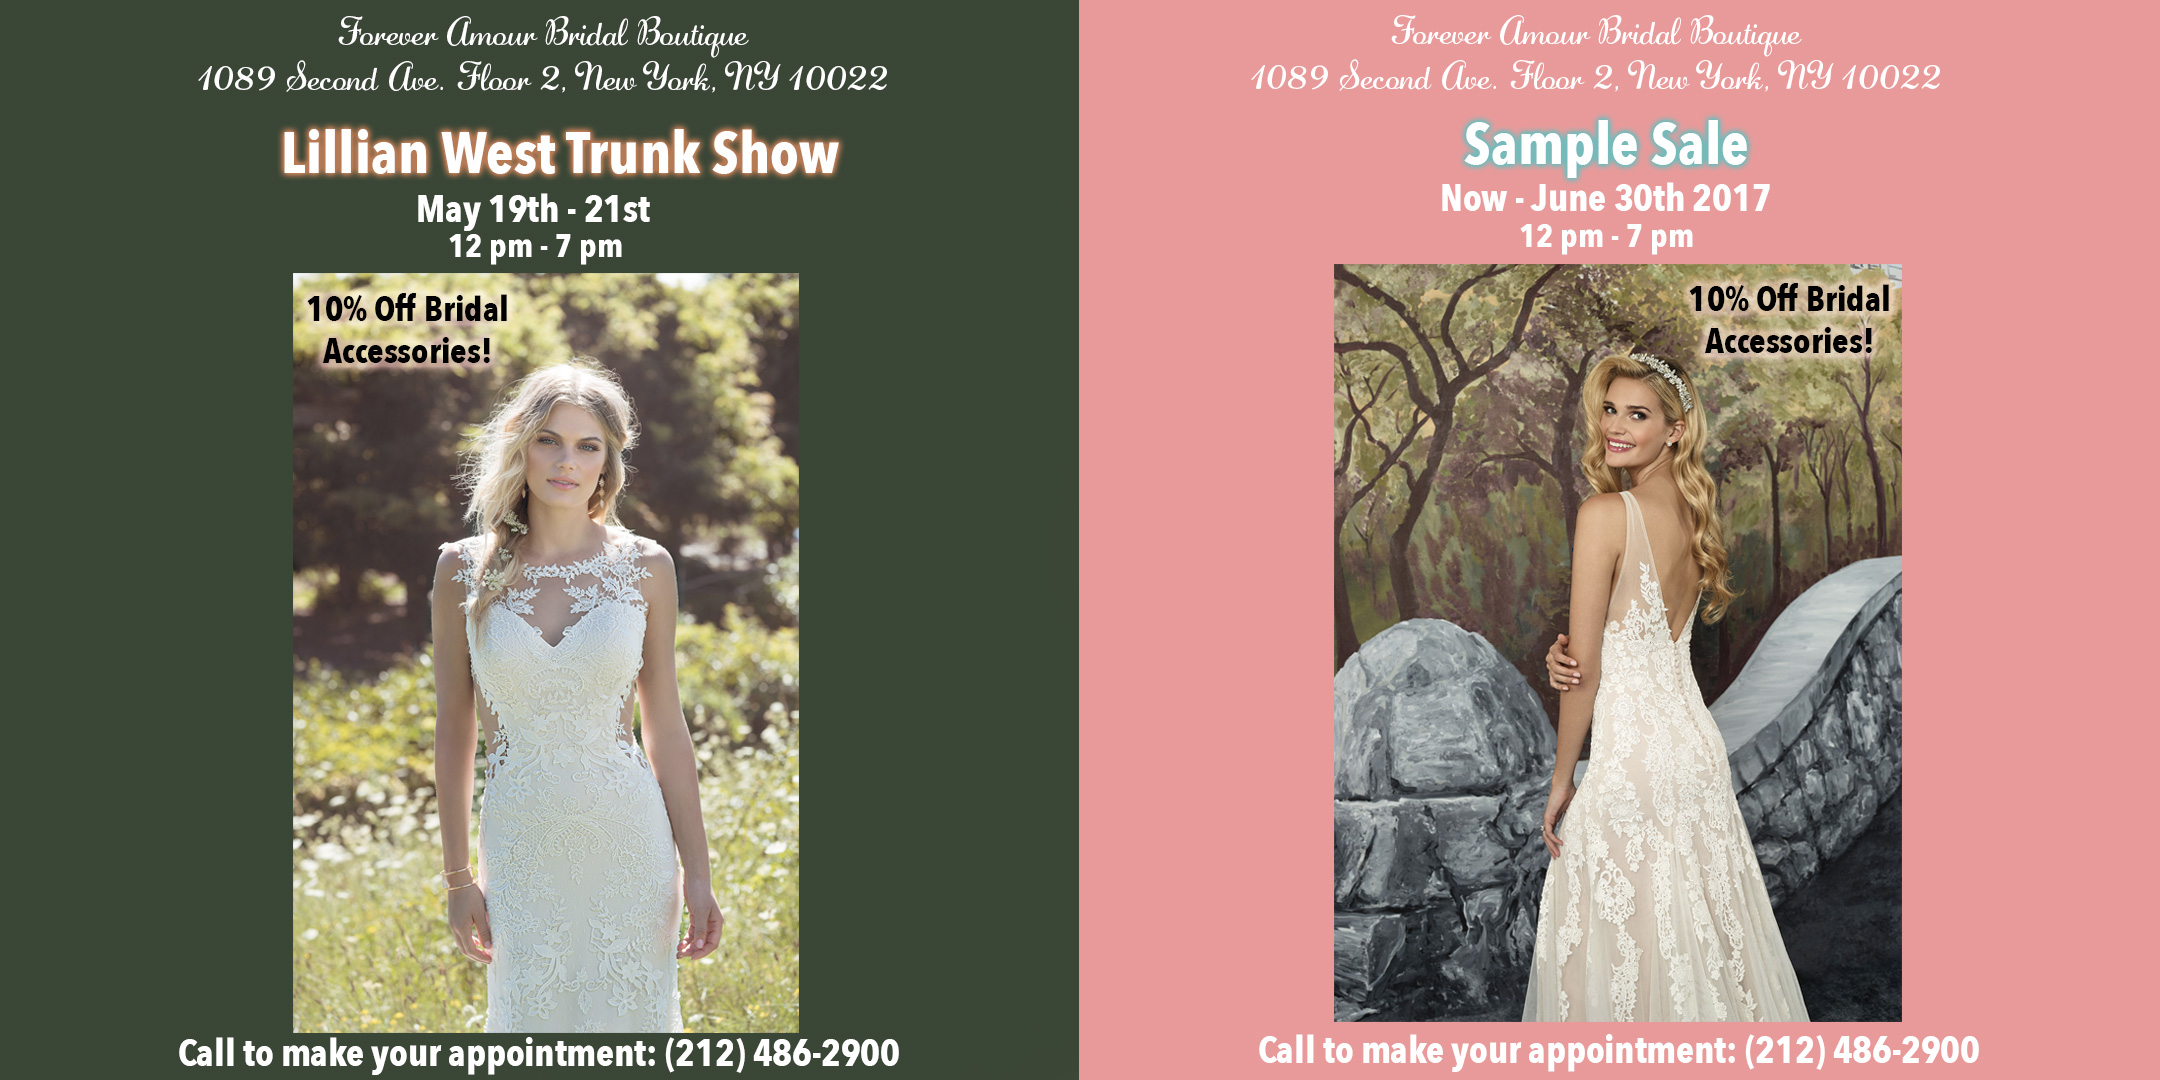 Forever Amour Bridal Boutique
1089 Second Ave. Floor 2, New York, NY 10022
Lillian West Trunk Show
May 19th - 21st
12 pm - 7 pm
10% Off Bridal
Accessories!
Call to make your appointment: (212) 486-2900
Forever Amour Bridal Boutique
1089 Second Ave. Floor 2, New York, NY 10022
Sample Sale
Now - June 30th 2017
12 pm - 7 pm
10% Off Bridal
Accessories!
Call to make your appointment: (212) 486-2900